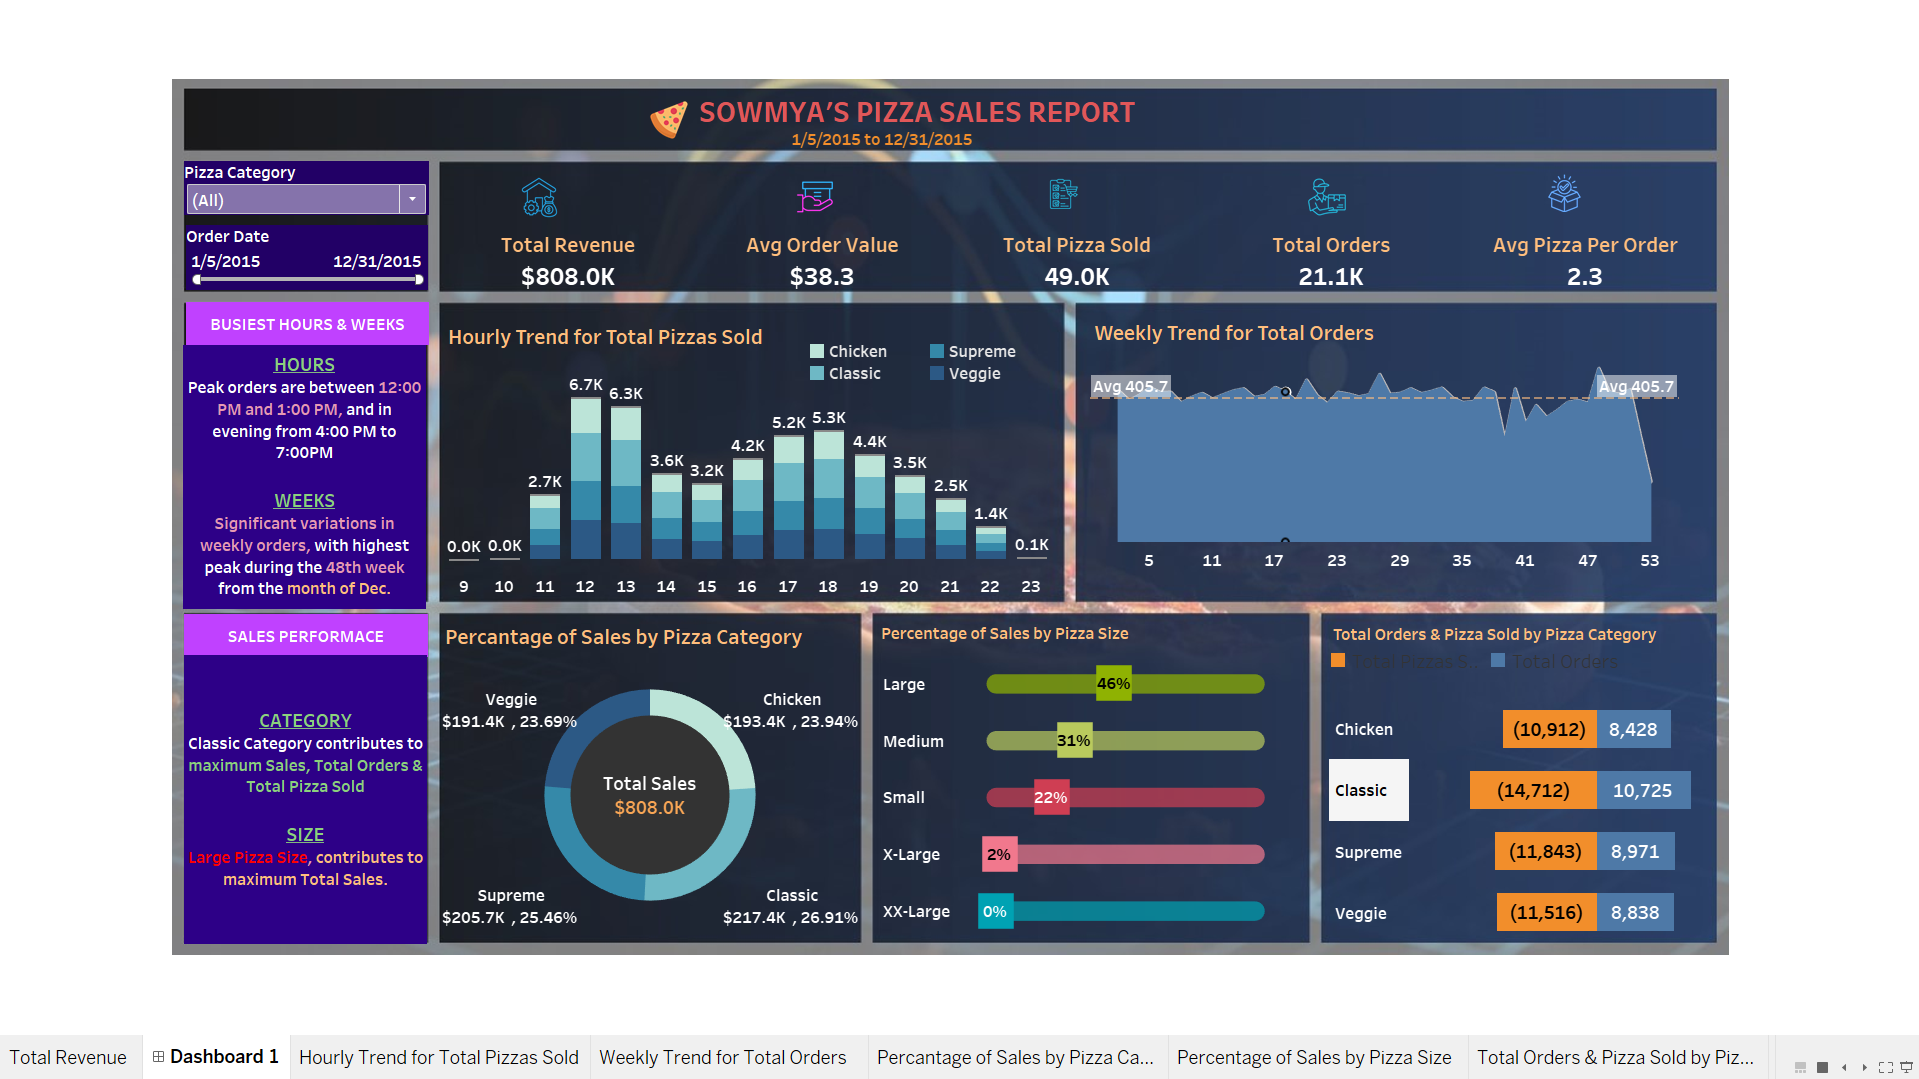 SOWMYA'S PIZZA SALES REPORT
1/5/2015 to 12/31/2015
Pizza Category
(All)
Order Date
1/5/2015 12/31/2015
Total Revenue
$808.0K
Avg Order Value
$38.3
Total Pizza Sold
49.0K
Total Orders
21.1K
Avg Pizza Per Order
2.3
BUSIEST HOURS & WEEKS
HOURS
Peak orders are between 12:00
PM and 1:00 PM, and in
evening from 4:00 PM to
7:00PM
WEEKS
Significant variations in
weekly orders, with highest
peak during the 48th week
from the month of Dec.
Hourly Trend for Total Pizzas Sold
Chicken Supreme
Classic Veggie
0.0K 0.0K 2.7K 6.7K 6.3K 3.6K 3.2K 4.2K 5.2K 5.3K 4.4K 3.5K 2.5K 1.4K 0.1K
9 10 11 12 13 14 15 16 17 18 19 20 21 22 23
Weekly Trend for Total Orders
Avg 405.7 Avg 405.7
5 11 17 23 29 35 41 47 53
SALES PERFORMACE
CATEGORY
Classic Category contributes to
maximum Sales, Total Orders &
Total Pizza Sold
SIZE
Large Pizza Size, contributes to
maximum Total Sales.
Percantage of Sales by Pizza Category
Veggie
$191.4K , 23.69%
Chicken
$193.4K , 23.94%
Total Sales
$808.0K
Supreme
$205.7K , 25.46%
Classic
$217.4K , 26.91%
Percentage of Sales by Pizza Size
Large 46%
Medium 31%
Small 22%
X-Large 2%
XX-Large 0%
Total Orders & Pizza Sold by Pizza Category
Total Pizzas S.. Total Orders
Chicken (10,912) 8,428
Classic (14,712) 10,725
Supreme (11,843) 8,971
Veggie (11,516) 8,838
Total Revenue Dashboard 1 Hourly Trend for Total Pizzas Sold Weekly Trend for Total Orders Percantage of Sales by Pizza Ca... Percentage of Sales by Pizza Size Total Orders & Pizza Sold by Piz...